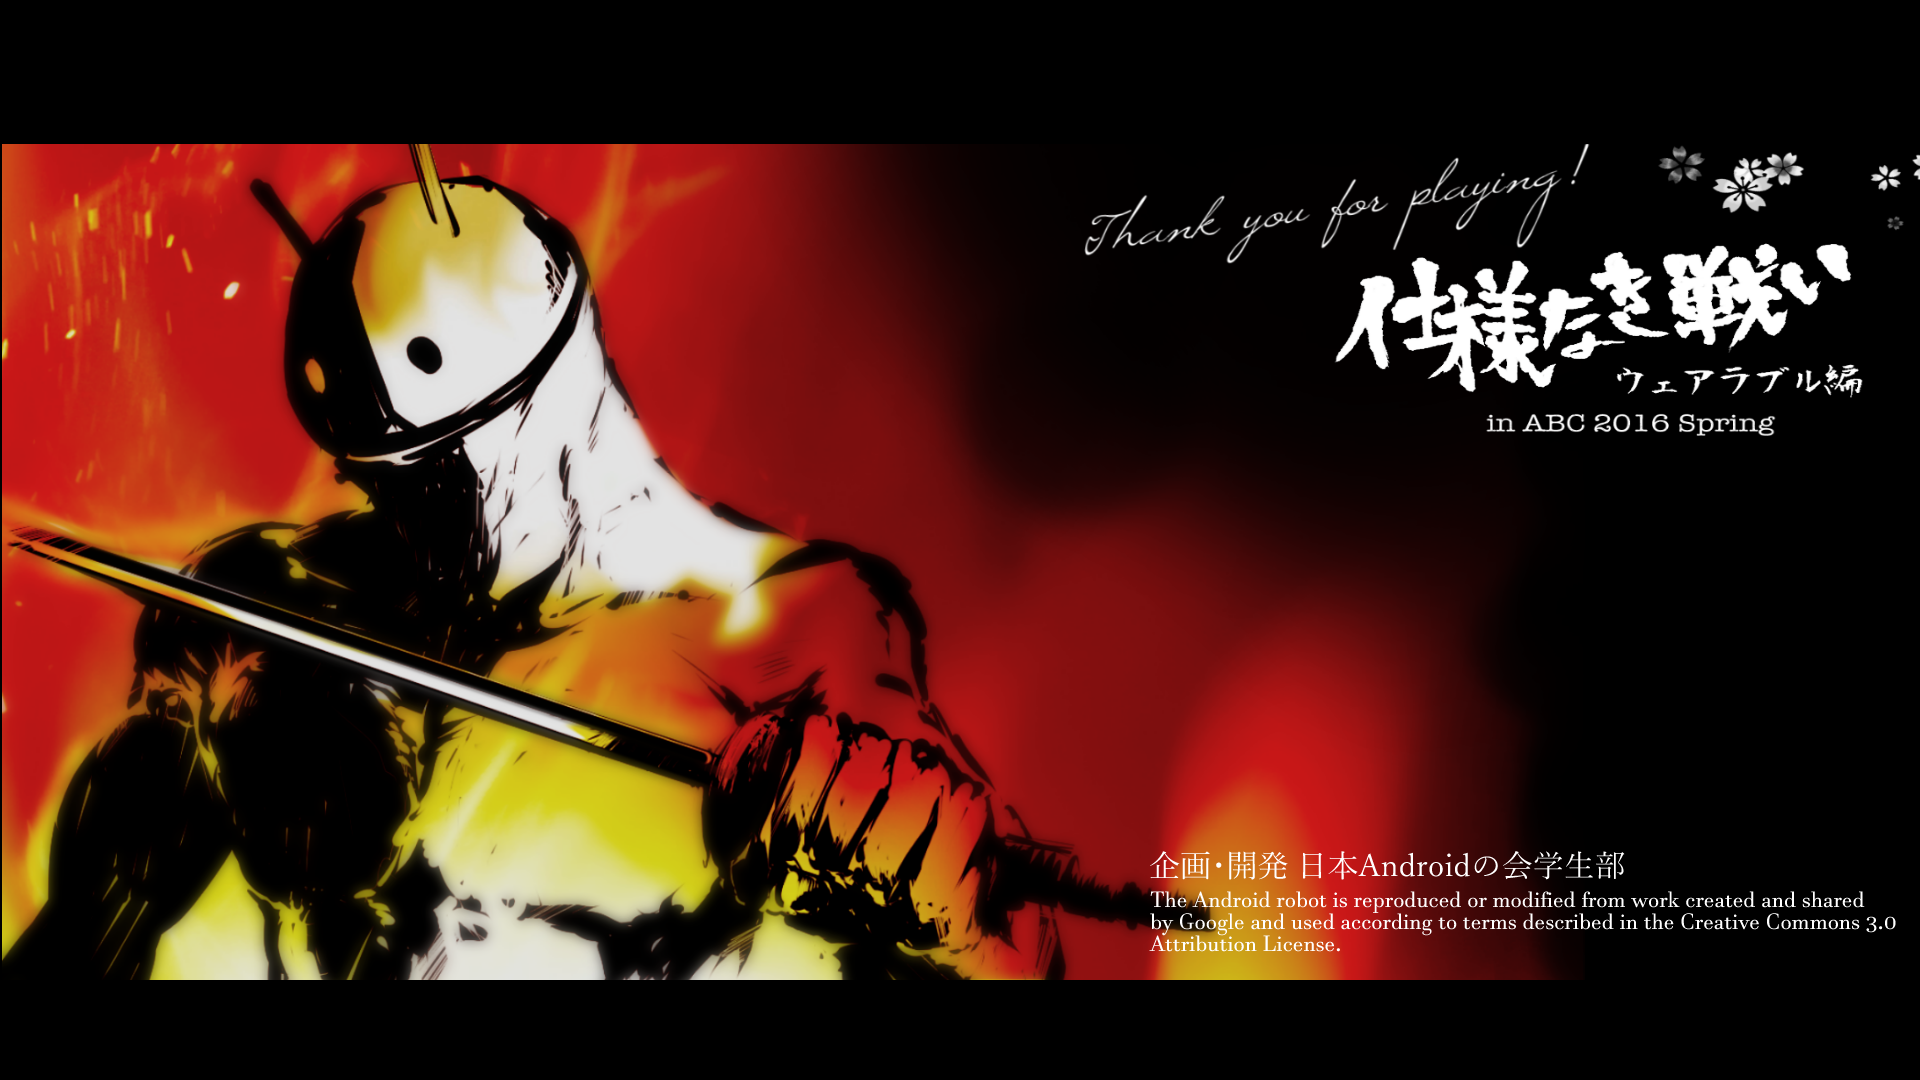 Thank you for playing!
仕様なき戦い
ウェアラブル編
in ABC 2016 Spring
企画・開発 日本Androidの会学生部
The Android robot is reproduced or modified from work created and shared
by Google and used according to terms described in the Creative Commons 3.0
Attribution License.